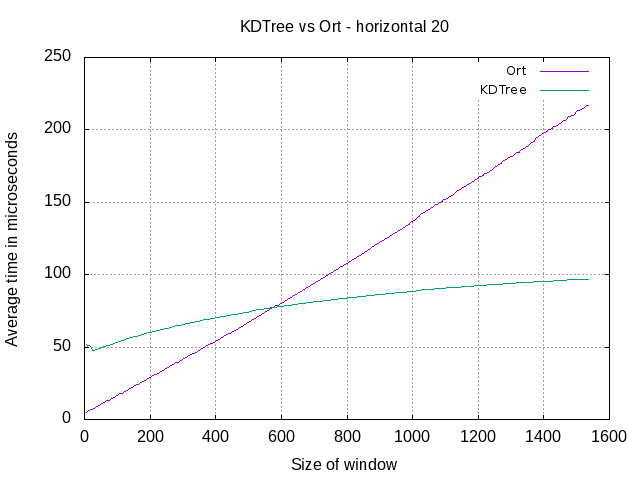 KDTree vs Ort - horizontal 20
250
200
150
100
50
0
Average time in microseconds
Ort
KDTree
0 200 400 600 800 1000 1200 1400 1600
Size of window